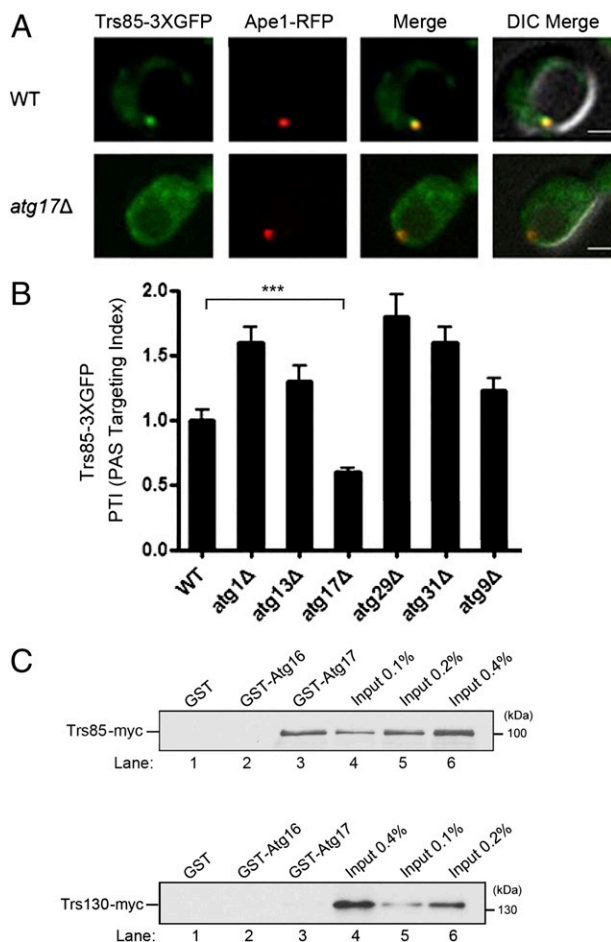 A
Trs85-3XGFP Ape1-RFP Merge DIC Merge
WT
atg17Δ
B
***
Trs85-3XGFP
PTI (PAS Targeting Index)
2.0
1.5
1.0
0.5
0.0
WT atg1Δ atg13Δ atg17Δ atg29Δ atg31Δ atg9Δ
C
GST GST-Atg16 GST-Atg17 Input 0.1% Input 0.2% Input 0.4%
(kDa)
Trs85-myc 100
Lane: 1 2 3 4 5 6
GST GST-Atg16 GST-Atg17 Input 0.4% Input 0.1% Input 0.2%
(kDa)
Trs130-myc 130
Lane: 1 2 3 4 5 6